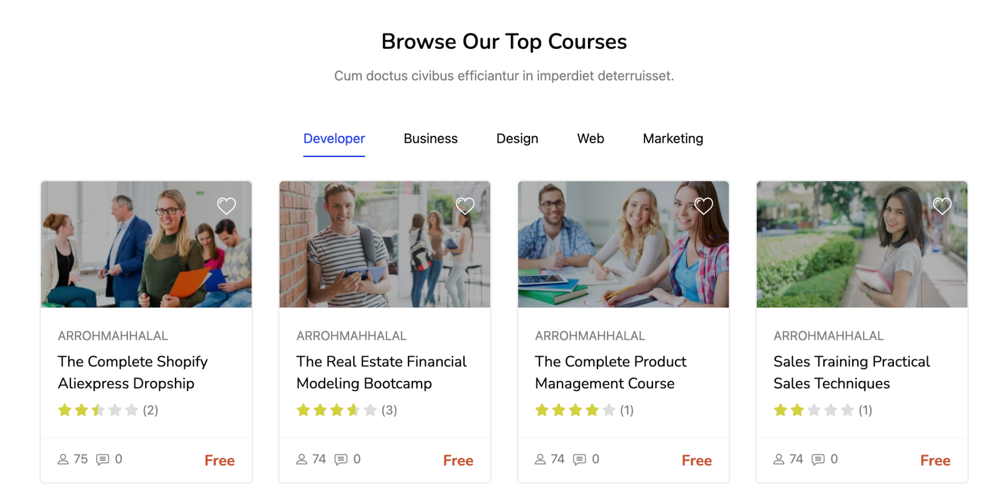 Browse Our Top Courses
Cum doctus civibus efficiantur in imperdiet deterruisset.
Developer Business Design Web Marketing
ARROHMAHHALAL
The Complete Shopify
Aliexpress Dropship
(2)
75 0 Free
ARROHMAHHALAL
The Real Estate Financial
Modeling Bootcamp
(3)
74 0 Free
ARROHMAHHALAL
The Complete Product
Management Course
(1)
74 0 Free
ARROHMAHHALAL
Sales Training Practical
Sales Techniques
(1)
74 0 Free